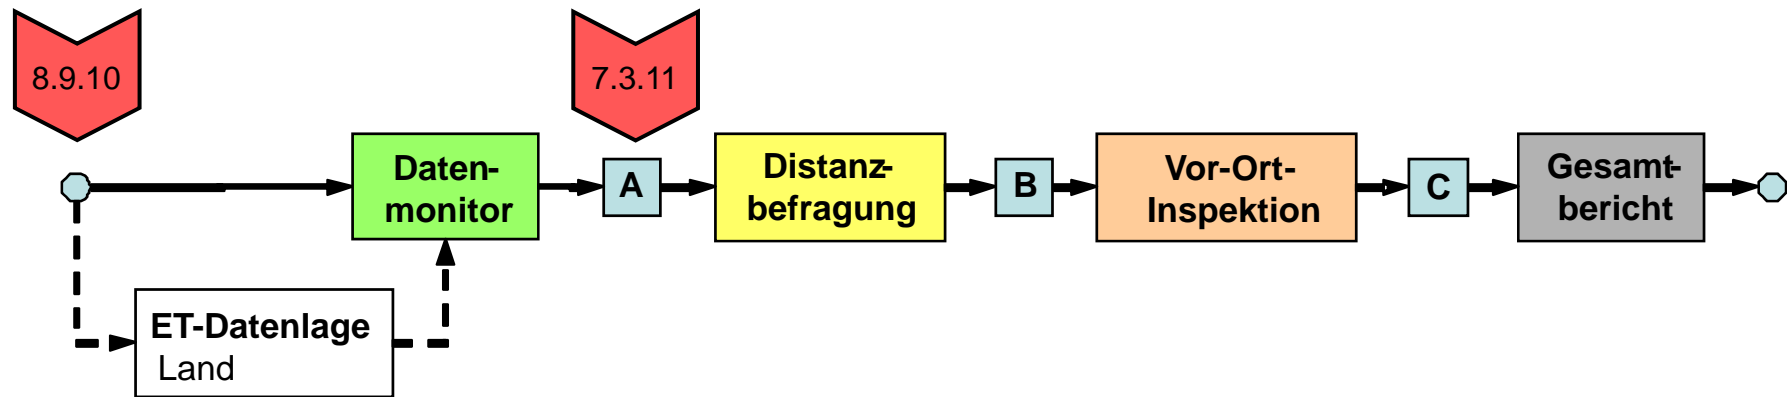 8.9.10
7.3.11
Daten-
monitor
A
Distanz-
befragung
B
Vor-Ort-
Inspektion
C
Gesamt-
bericht
ET-Datenlage
Land